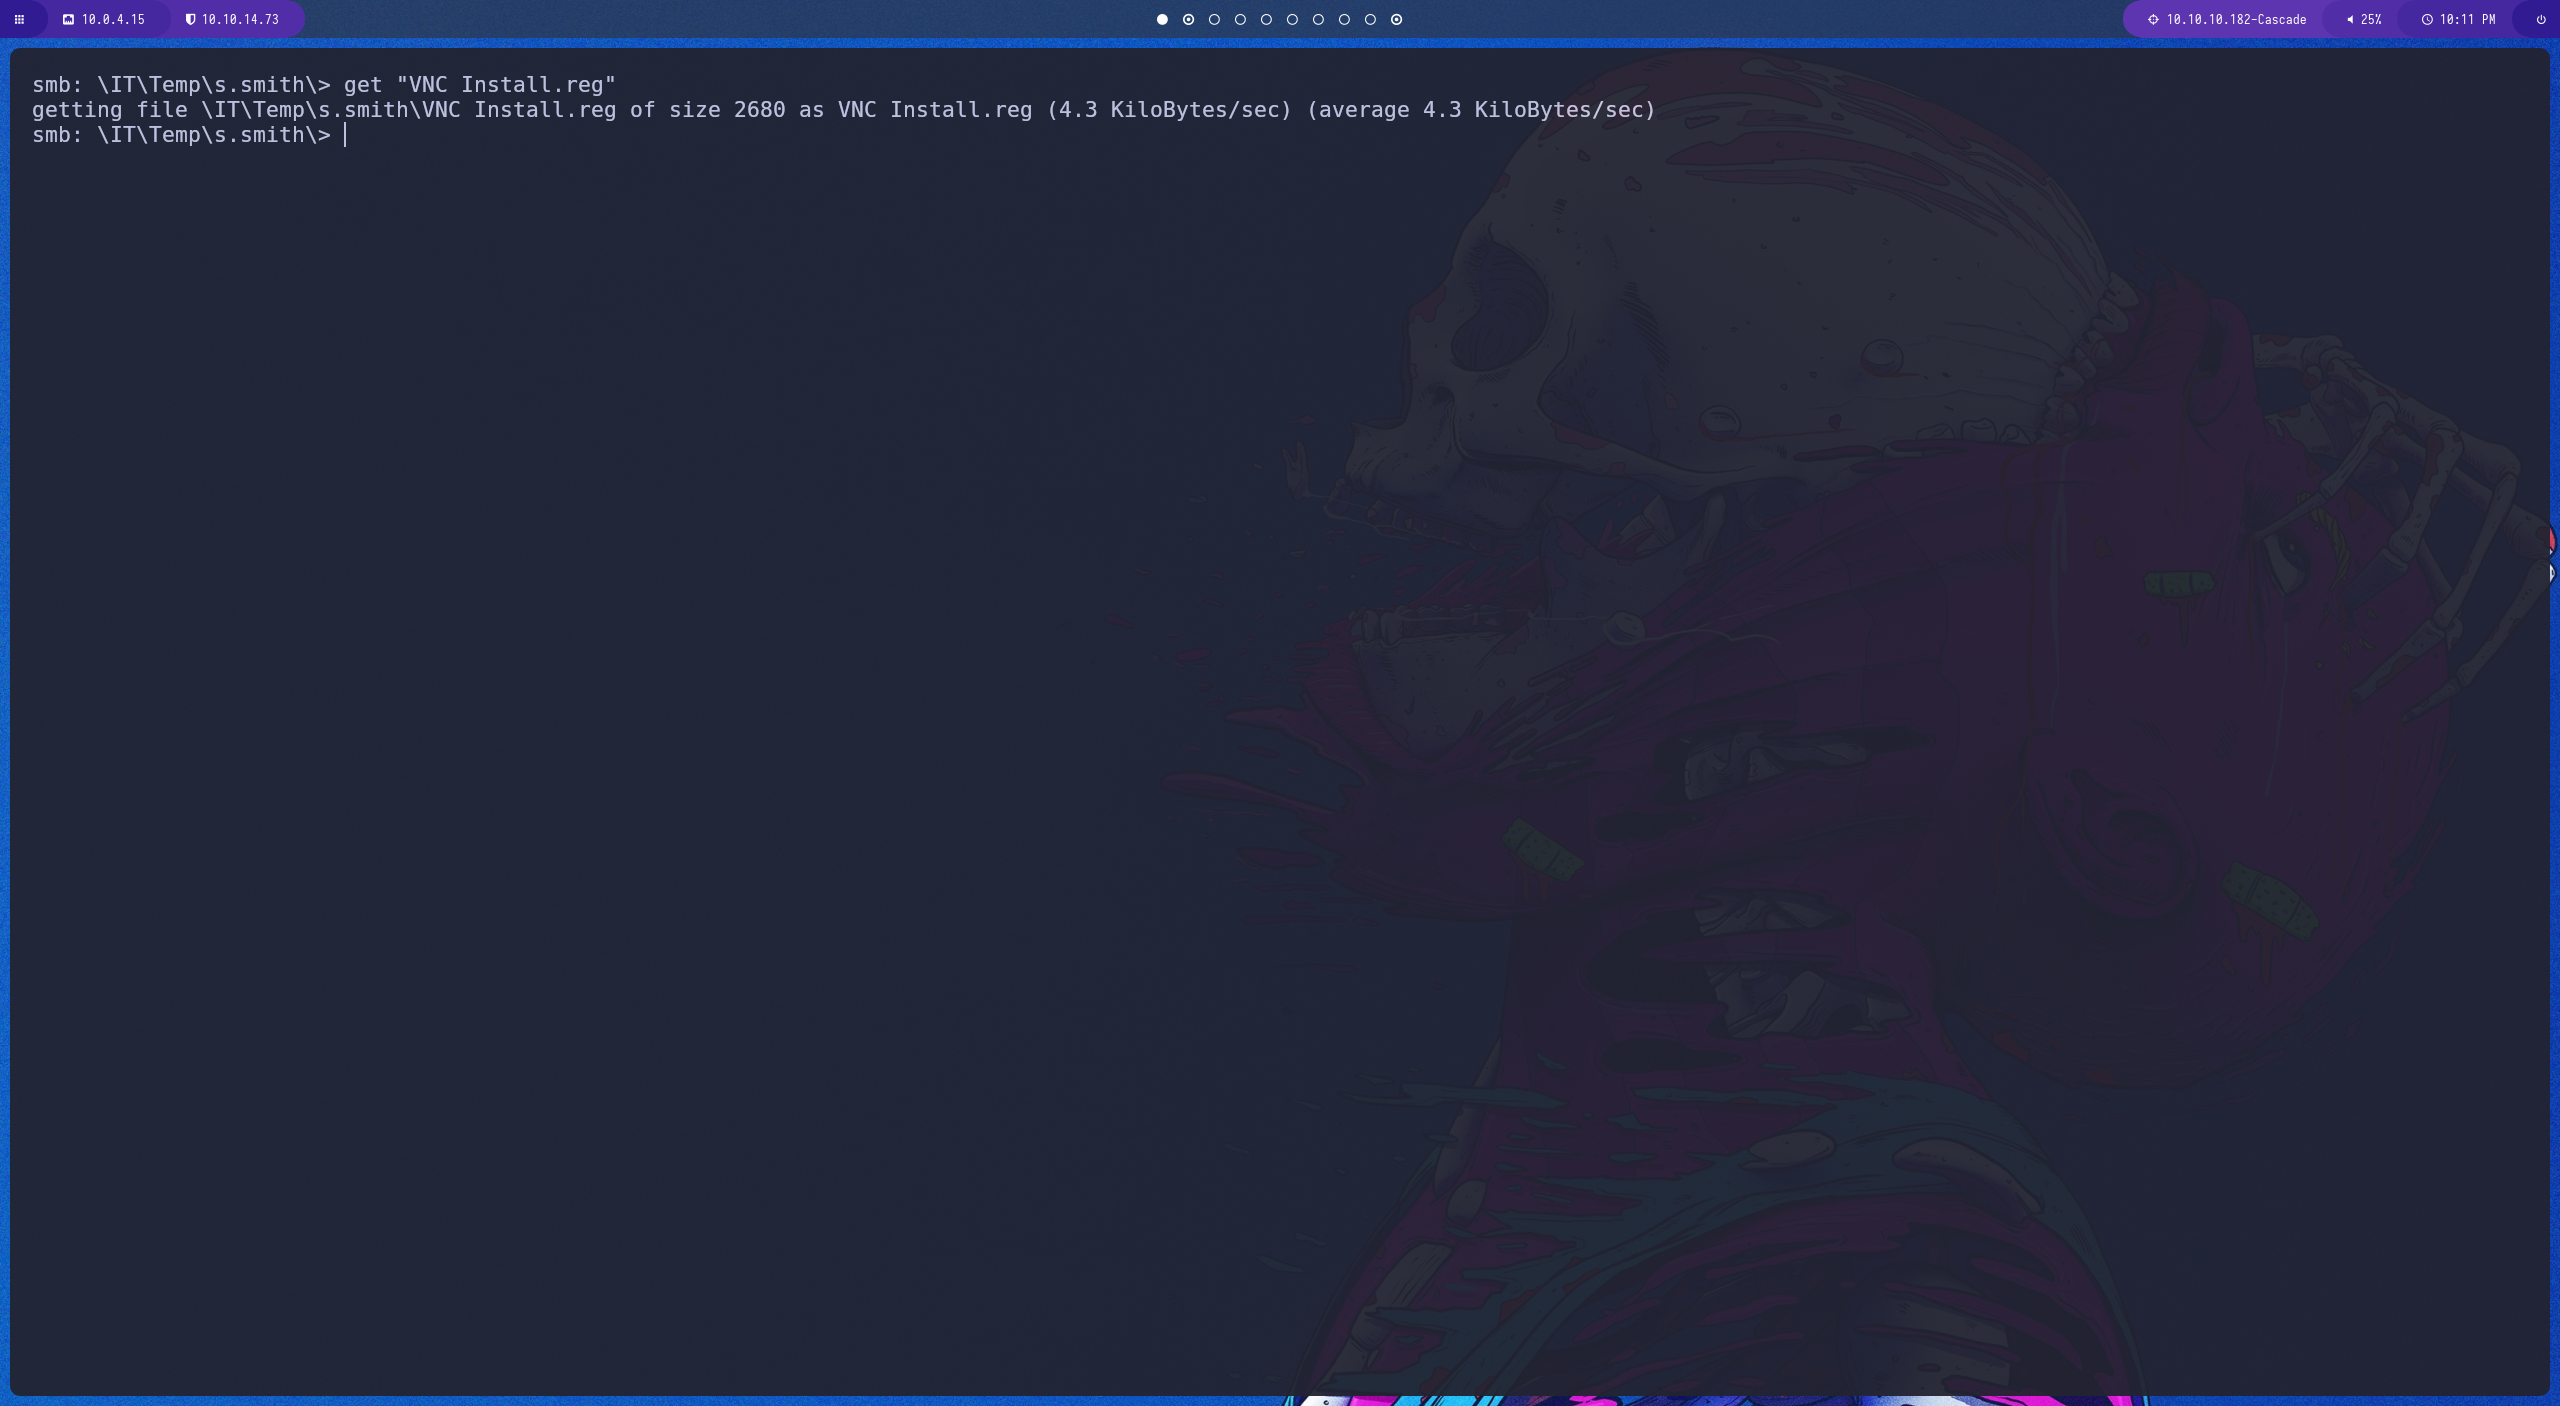 10.0.4.15 10.10.14.73 10.10.10.182-Cascade 25% 10:11 PM
smb: \IT\Temp\s.smith\> get "VNC Install.reg"
getting file \IT\Temp\s.smith\VNC Install.reg of size 2680 as VNC Install.reg (4.3 KiloBytes/sec) (average 4.3 KiloBytes/sec)
smb: \IT\Temp\s.smith\>